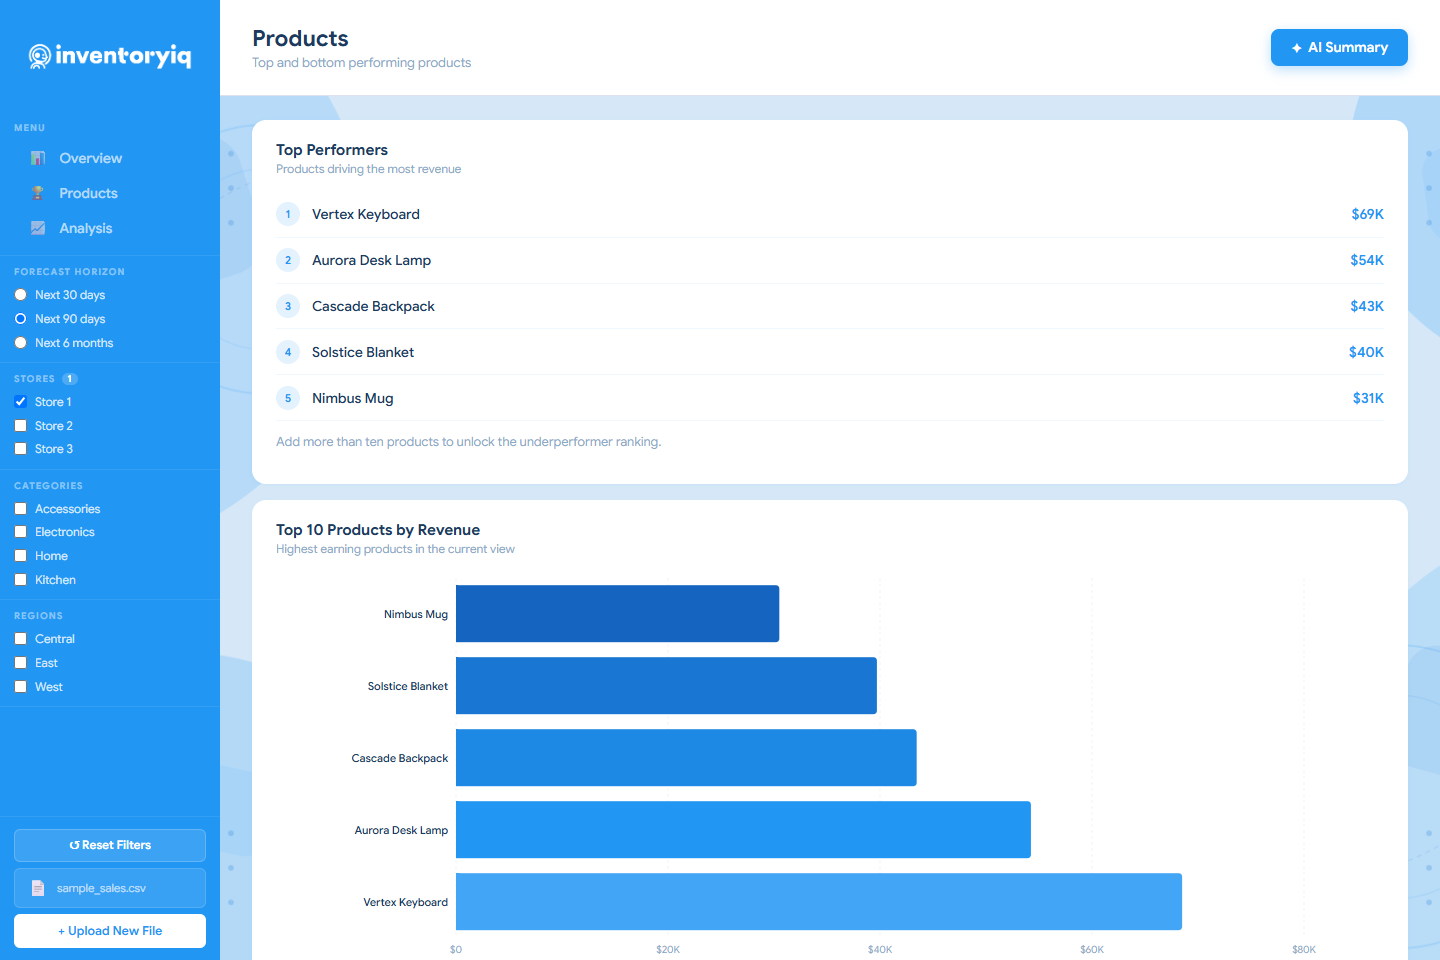 inventoryiq
MENU
Overview
Products
Analysis
FORECAST HORIZON
Next 30 days
Next 90 days
Next 6 months
STORES 1
Store 1
Store 2
Store 3
CATEGORIES
Accessories
Electronics
Home
Kitchen
REGIONS
Central
East
West
↺ Reset Filters
sample_sales.csv
+ Upload New File
Products
Top and bottom performing products
✦ AI Summary
Top Performers
Products driving the most revenue
1 Vertex Keyboard $69K
2 Aurora Desk Lamp $54K
3 Cascade Backpack $43K
4 Solstice Blanket $40K
5 Nimbus Mug $31K
Add more than ten products to unlock the underperformer ranking.
Top 10 Products by Revenue
Highest earning products in the current view
Nimbus Mug
Solstice Blanket
Cascade Backpack
Aurora Desk Lamp
Vertex Keyboard
$0 $20K $40K $60K $80K